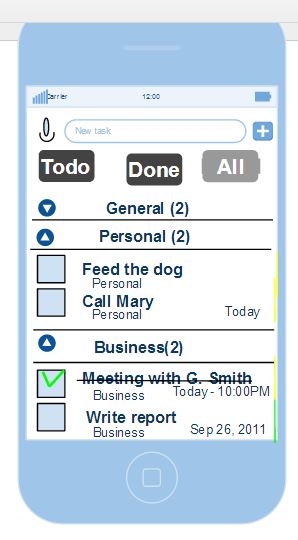 Carrier 12:00
New task
Todo Done All
General (2)
Personal (2)
Feed the dog
Personal
Call Mary
Personal Today
Business(2)
Meeting with G. Smith
Business Today - 10:00PM
Write report
Business Sep 26, 2011